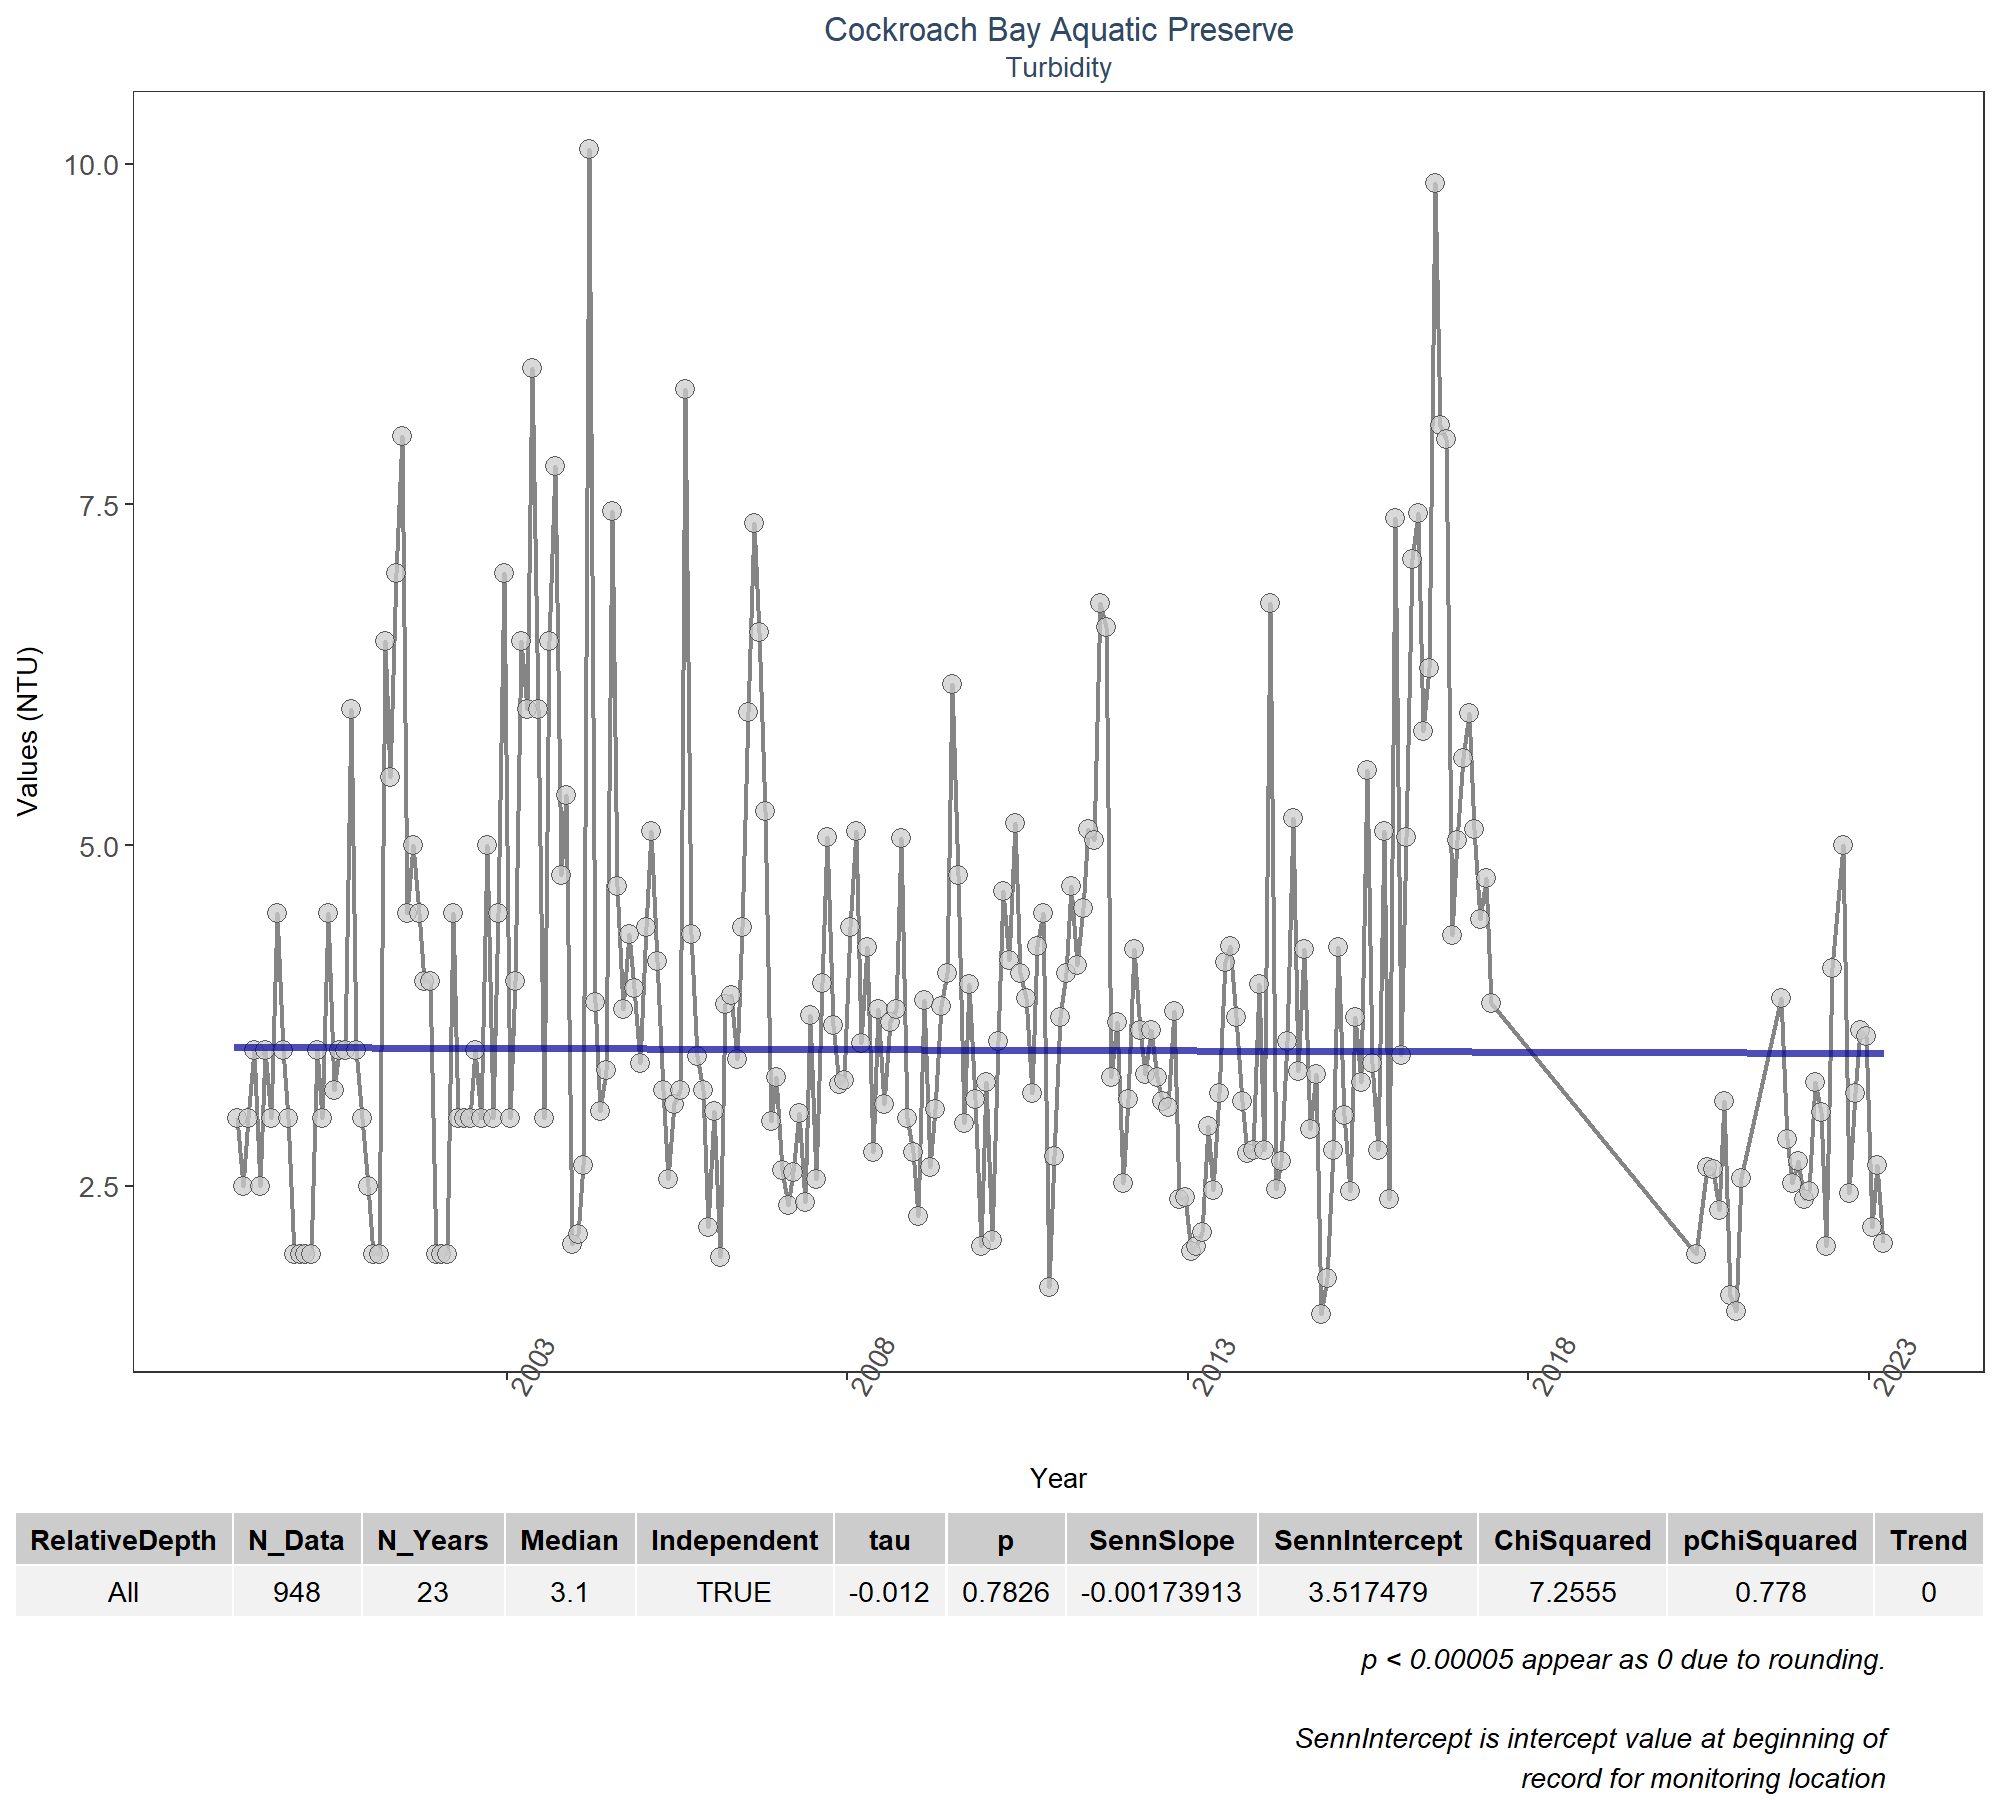 Cockroach Bay Aquatic Preserve
Turbidity
10.0
7.5
5.0
2.5
Values (NTU)
2003
2008
2013
2018
2023
Year
RelativeDepth N_Data N_Years Median Independent tau p SennSlope SennIntercept ChiSquared pChiSquared Trend
All 948 23 3.1 TRUE -0.012 0.7826 -0.00173913 3.517479 7.2555 0.778 0
p < 0.00005 appear as 0 due to rounding.
SennIntercept is intercept value at beginning of
record for monitoring location